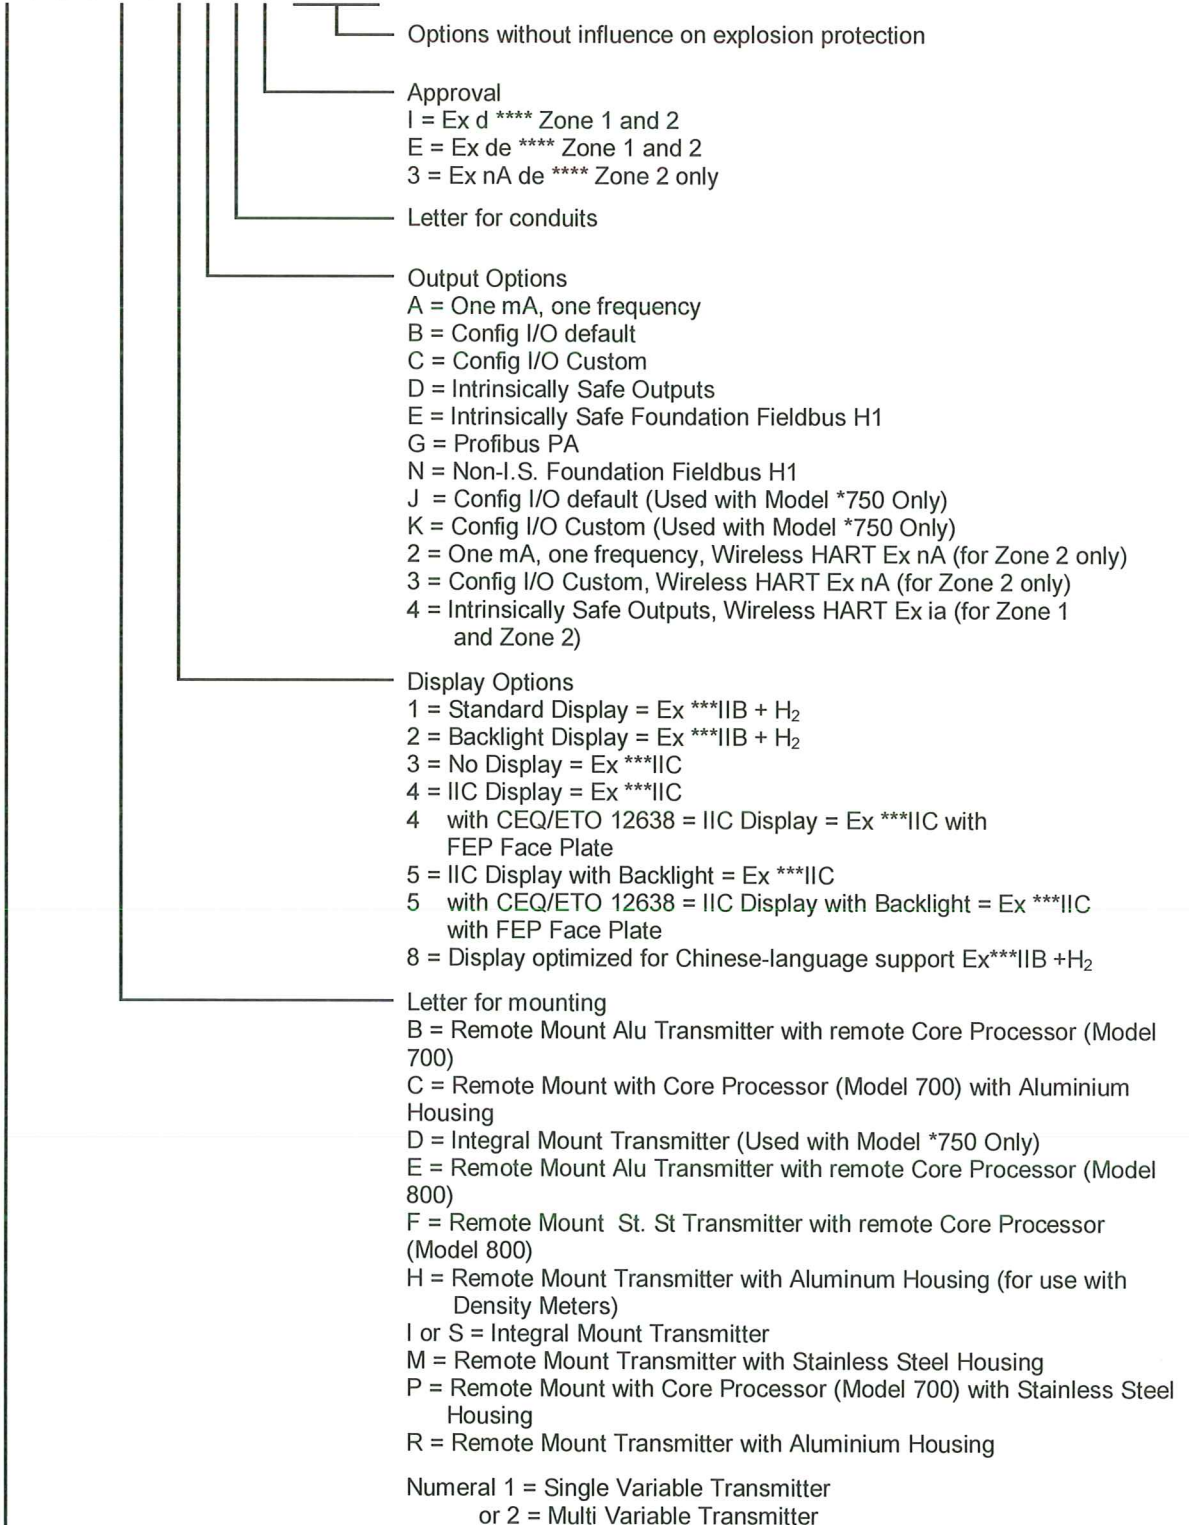 Options without influence on explosion protection
Approval
I = Ex d **** Zone 1 and 2
E = Ex de **** Zone 1 and 2
3 = Ex nA de **** Zone 2 only
Letter for conduits
Output Options
A = One mA, one frequency
B = Config I/O default
C = Config I/O Custom
D = Intrinsically Safe Outputs
E = Intrinsically Safe Foundation Fieldbus H1
G = Profibus PA
N = Non-I.S. Foundation Fieldbus H1
J = Config I/O default (Used with Model *750 Only)
K = Config I/O Custom (Used with Model *750 Only)
2 = One mA, one frequency, Wireless HART Ex nA (for Zone 2 only)
3 = Config I/O Custom, Wireless HART Ex nA (for Zone 2 only)
4 = Intrinsically Safe Outputs, Wireless HART Ex ia (for Zone 1
and Zone 2)
Display Options
1 = Standard Display = Ex ***IIB + H₂
2 = Backlight Display = Ex ***IIB + H₂
3 = No Display = Ex ***IIC
4 = IIC Display = Ex ***IIC
4 with CEQ/ETO 12638 = IIC Display = Ex ***IIC with
FEP Face Plate
5 = IIC Display with Backlight = Ex ***IIC
5 with CEQ/ETO 12638 = IIC Display with Backlight = Ex ***IIC
with FEP Face Plate
8 = Display optimized for Chinese-language support Ex***IIB +H₂
Letter for mounting
B = Remote Mount Alu Transmitter with remote Core Processor (Model
700)
C = Remote Mount with Core Processor (Model 700) with Aluminium
Housing
D = Integral Mount Transmitter (Used with Model *750 Only)
E = Remote Mount Alu Transmitter with remote Core Processor (Model
800)
F = Remote Mount St. St Transmitter with remote Core Processor
(Model 800)
H = Remote Mount Transmitter with Aluminum Housing (for use with
Density Meters)
I or S = Integral Mount Transmitter
M = Remote Mount Transmitter with Stainless Steel Housing
P = Remote Mount with Core Processor (Model 700) with Stainless Steel
Housing
R = Remote Mount Transmitter with Aluminium Housing
Numeral 1 = Single Variable Transmitter
or 2 = Multi Variable Transmitter